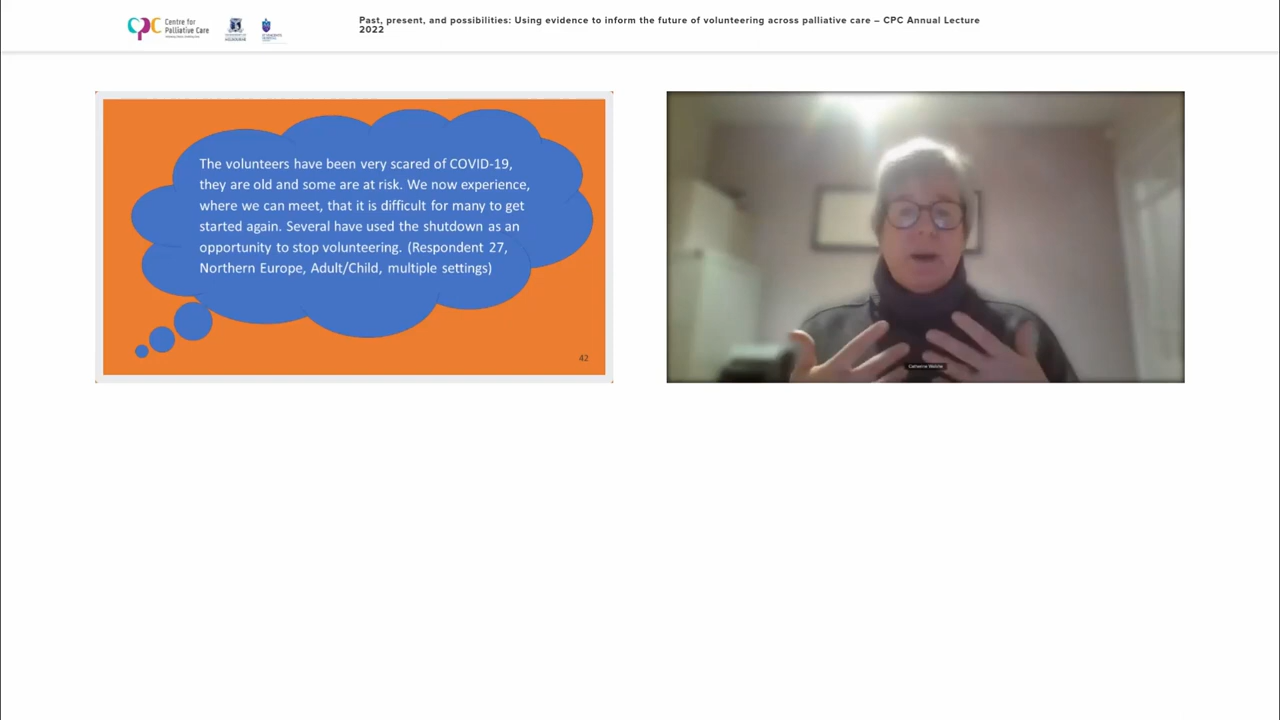 Centre for
Palliative Care
Past, present, and possibilities: Using evidence to inform the future of volunteering across palliative care – CPC Annual Lecture
2022
The volunteers have been very scared of COVID-19,
they are old and some are at risk. We now experience,
where we can meet, that it is difficult for many to get
started again. Several have used the shutdown as an
opportunity to stop volunteering. (Respondent 27,
Northern Europe, Adult/Child, multiple settings)
42